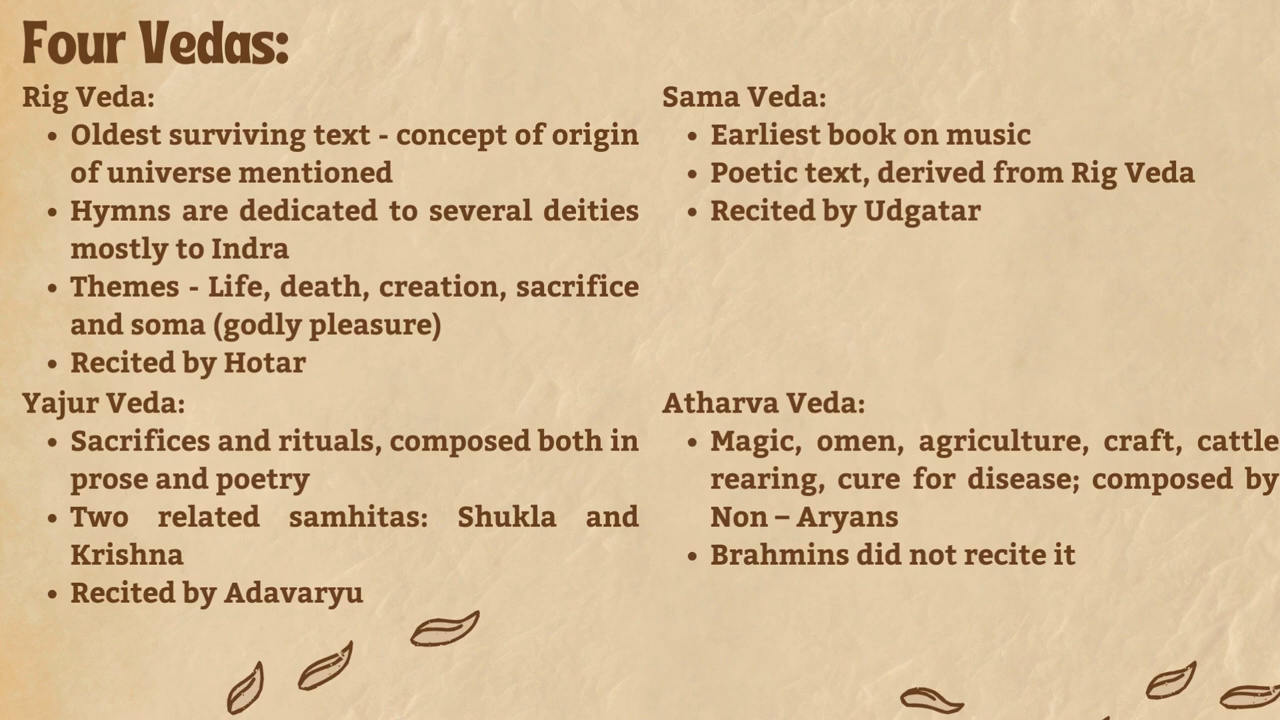 Four Vedas:
Rig Veda:
• Oldest surviving text - concept of origin
of universe mentioned
• Hymns are dedicated to several deities
mostly to Indra
• Themes - Life, death, creation, sacrifice
and soma (godly pleasure)
• Recited by Hotar
Yajur Veda:
• Sacrifices and rituals, composed both in
prose and poetry
• Two related samhitas: Shukla and
Krishna
• Recited by Adavaryu
Sama Veda:
• Earliest book on music
• Poetic text, derived from Rig Veda
• Recited by Udgatar
Atharva Veda:
• Magic, omen, agriculture, craft, cattle
rearing, cure for disease; composed by
Non – Aryans
• Brahmins did not recite it